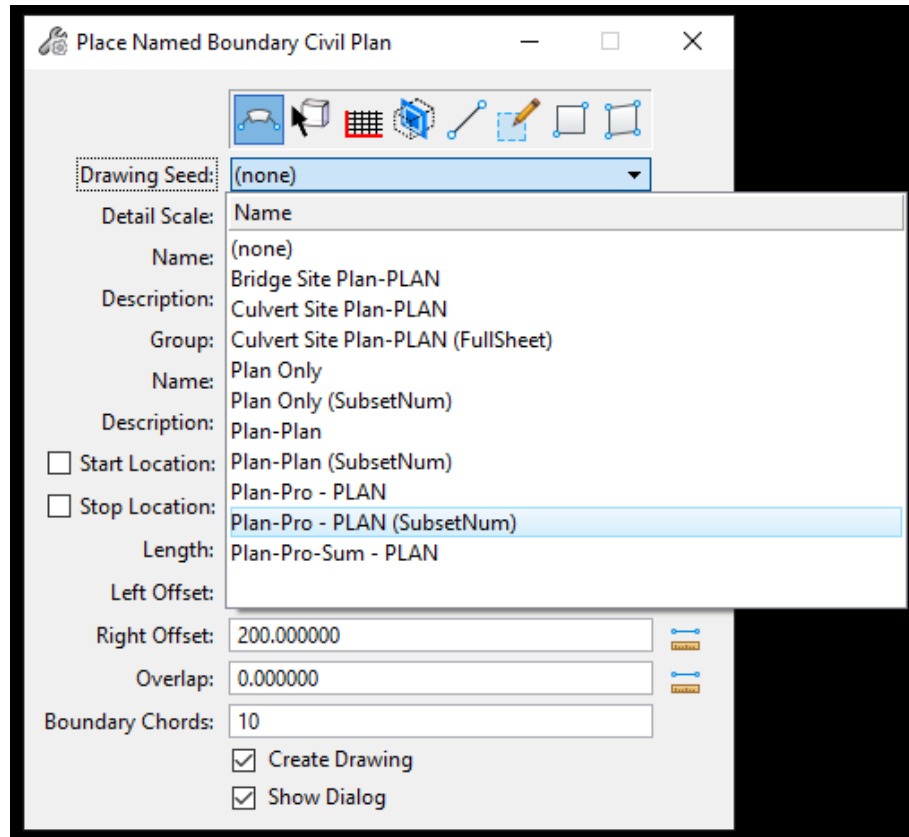 Place Named Boundary Civil Plan
Drawing Seed: (none)
Detail Scale: Name
Name: (none)
Bridge Site Plan-PLAN
Description: Culvert Site Plan-PLAN
Group: Culvert Site Plan-PLAN (FullSheet)
Name: Plan Only
Plan Only (SubsetNum)
Description: Plan-Plan
Start Location: Plan-Plan (SubsetNum)
Plan-Pro - PLAN
Stop Location: Plan-Pro - PLAN (SubsetNum)
Length: Plan-Pro-Sum - PLAN
Left Offset:
Right Offset: 200.000000
Overlap: 0.000000
Boundary Chords: 10
Create Drawing
Show Dialog